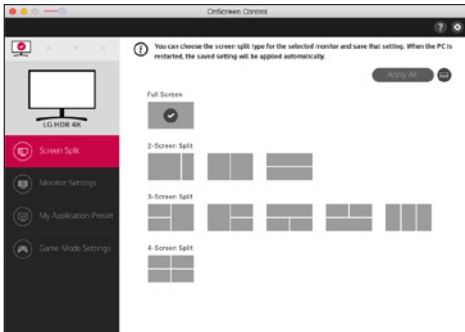 OnScreen Control
You can choose the screen split type for the selected monitor and save that setting. When the PC is
restarted, the saved setting will be applied automatically.
Apply All
LG HDR 4K
Screen Split
Monitor Settings
My Application Preset
Game Mode Settings
Full Screen
2-Screen Split
3-Screen Split
4-Screen Split